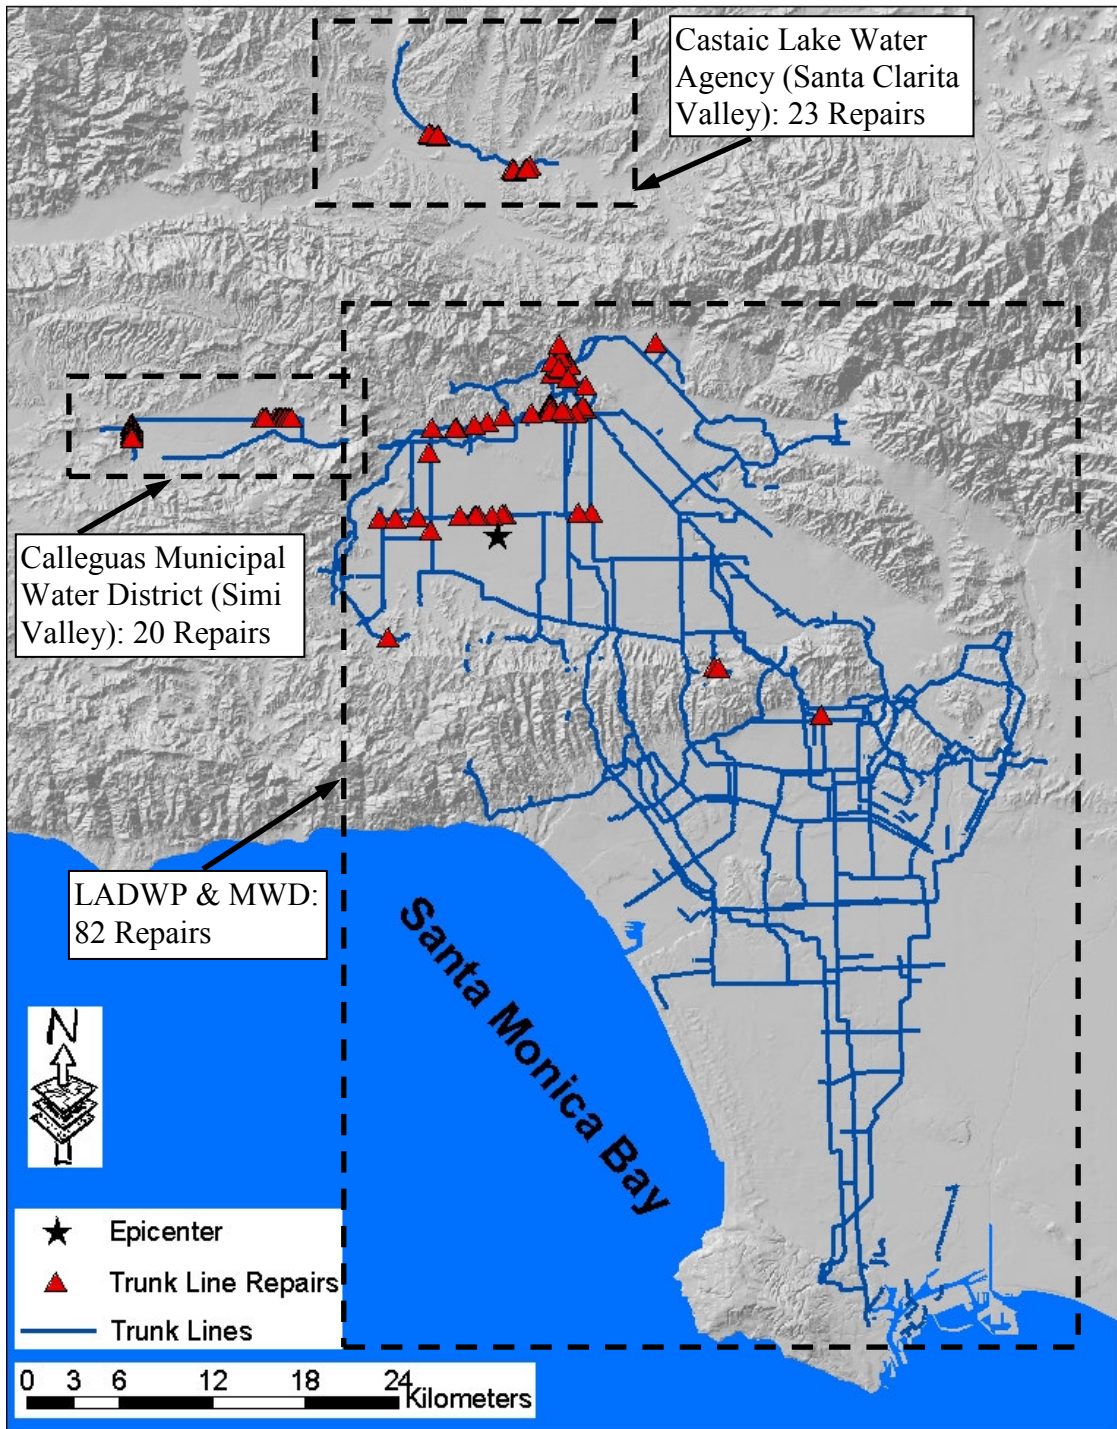 Castaic Lake Water
Agency (Santa Clarita
Valley): 23 Repairs
Calleguas Municipal
Water District (Simi
Valley): 20 Repairs
LADWP & MWD:
82 Repairs
Santa Monica Bay
N
Epicenter
Trunk Line Repairs
Trunk Lines
0 3 6 12 18 24
Kilometers